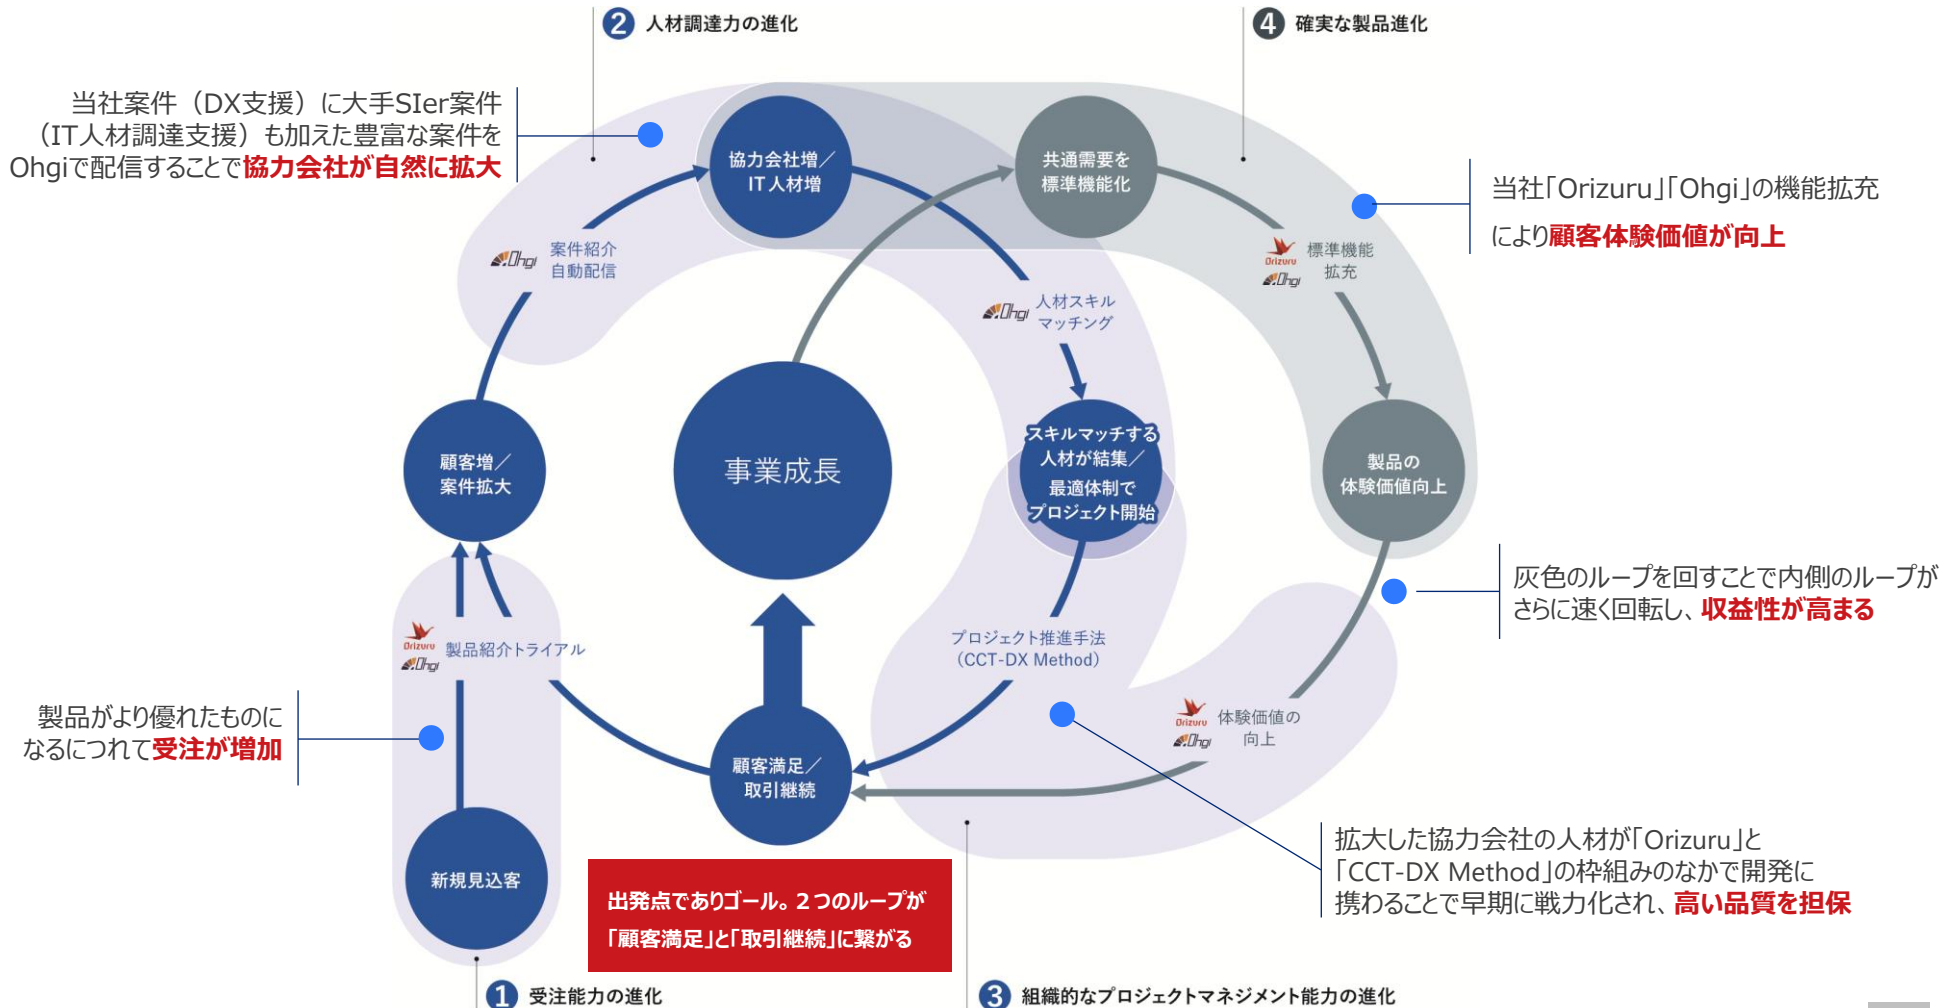 2 人材調達力の進化
4 確実な製品進化
当社案件（DX支援）に大手SIer案件
（IT人材調達支援）も加えた豊富な案件を
Ohgiで配信することで協力会社が自然に拡大
協力会社増／
IT人材増
共通需要を
標準機能化
当社「Orizuru」「Ohgi」の機能拡充
により顧客体験価値が向上
Ohgi
案件紹介
自動配信
Orizuru
Ohgi
標準機能
拡充
Ohgi
人材スキル
マッチング
顧客増／
案件拡大
事業成長
スキルマッチする
人材が結集／
最適体制で
プロジェクト開始
製品の
体験価値向上
灰色のループを回すことで内側のループが
さらに速く回転し、収益性が高まる
Orizuru
Ohgi
製品紹介トライアル
プロジェクト推進手法
（CCT-DX Method）
製品がより優れたものに
なるにつれて受注が増加
Orizuru
Ohgi
体験価値の
向上
顧客満足／
取引継続
拡大した協力会社の人材が「Orizuru」と
「CCT-DX Method」の枠組みのなかで開発に
携わることで早期に戦力化され、高い品質を担保
新規見込客
出発点でありゴール。２つのループが
「顧客満足」と「取引継続」に繋がる
1 受注能力の進化
3 組織的なプロジェクトマネジメント能力の進化